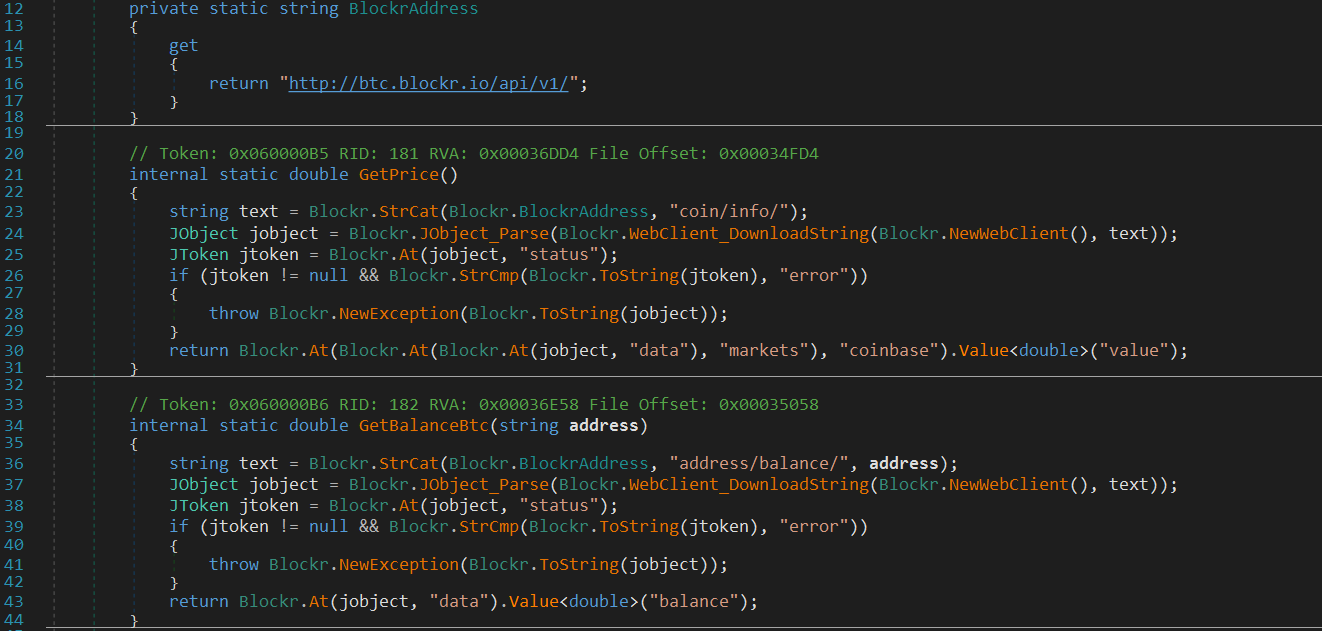 12 private static string BlockrAddress
13 {
14 get
15 {
16 return "http://btc.blockr.io/api/v1/";
17 }
18 }
19
20 // Token: 0x060000B5 RID: 181 RVA: 0x00036DD4 File Offset: 0x00034FD4
21 internal static double GetPrice()
22 {
23 string text = Blockr.StrCat(Blockr.BlockrAddress, "coin/info/");
24 JObject jobject = Blockr.JObject_Parse(Blockr.WebClient_DownloadString(Blockr.NewWebClient(), text));
25 JToken jtoken = Blockr.At(jobject, "status");
26 if (jtoken != null && Blockr.StrCmp(Blockr.ToString(jtoken), "error"))
27 {
28 throw Blockr.NewException(Blockr.ToString(jobject));
29 }
30 return Blockr.At(Blockr.At(Blockr.At(jobject, "data"), "markets"), "coinbase").Value<double>("value");
31 }
32
33 // Token: 0x060000B6 RID: 182 RVA: 0x00036E58 File Offset: 0x00035058
34 internal static double GetBalanceBtc(string address)
35 {
36 string text = Blockr.StrCat(Blockr.BlockrAddress, "address/balance/", address);
37 JObject jobject = Blockr.JObject_Parse(Blockr.WebClient_DownloadString(Blockr.NewWebClient(), text));
38 JToken jtoken = Blockr.At(jobject, "status");
39 if (jtoken != null && Blockr.StrCmp(Blockr.ToString(jtoken), "error"))
40 {
41 throw Blockr.NewException(Blockr.ToString(jobject));
42 }
43 return Blockr.At(jobject, "data").Value<double>("balance");
44 }